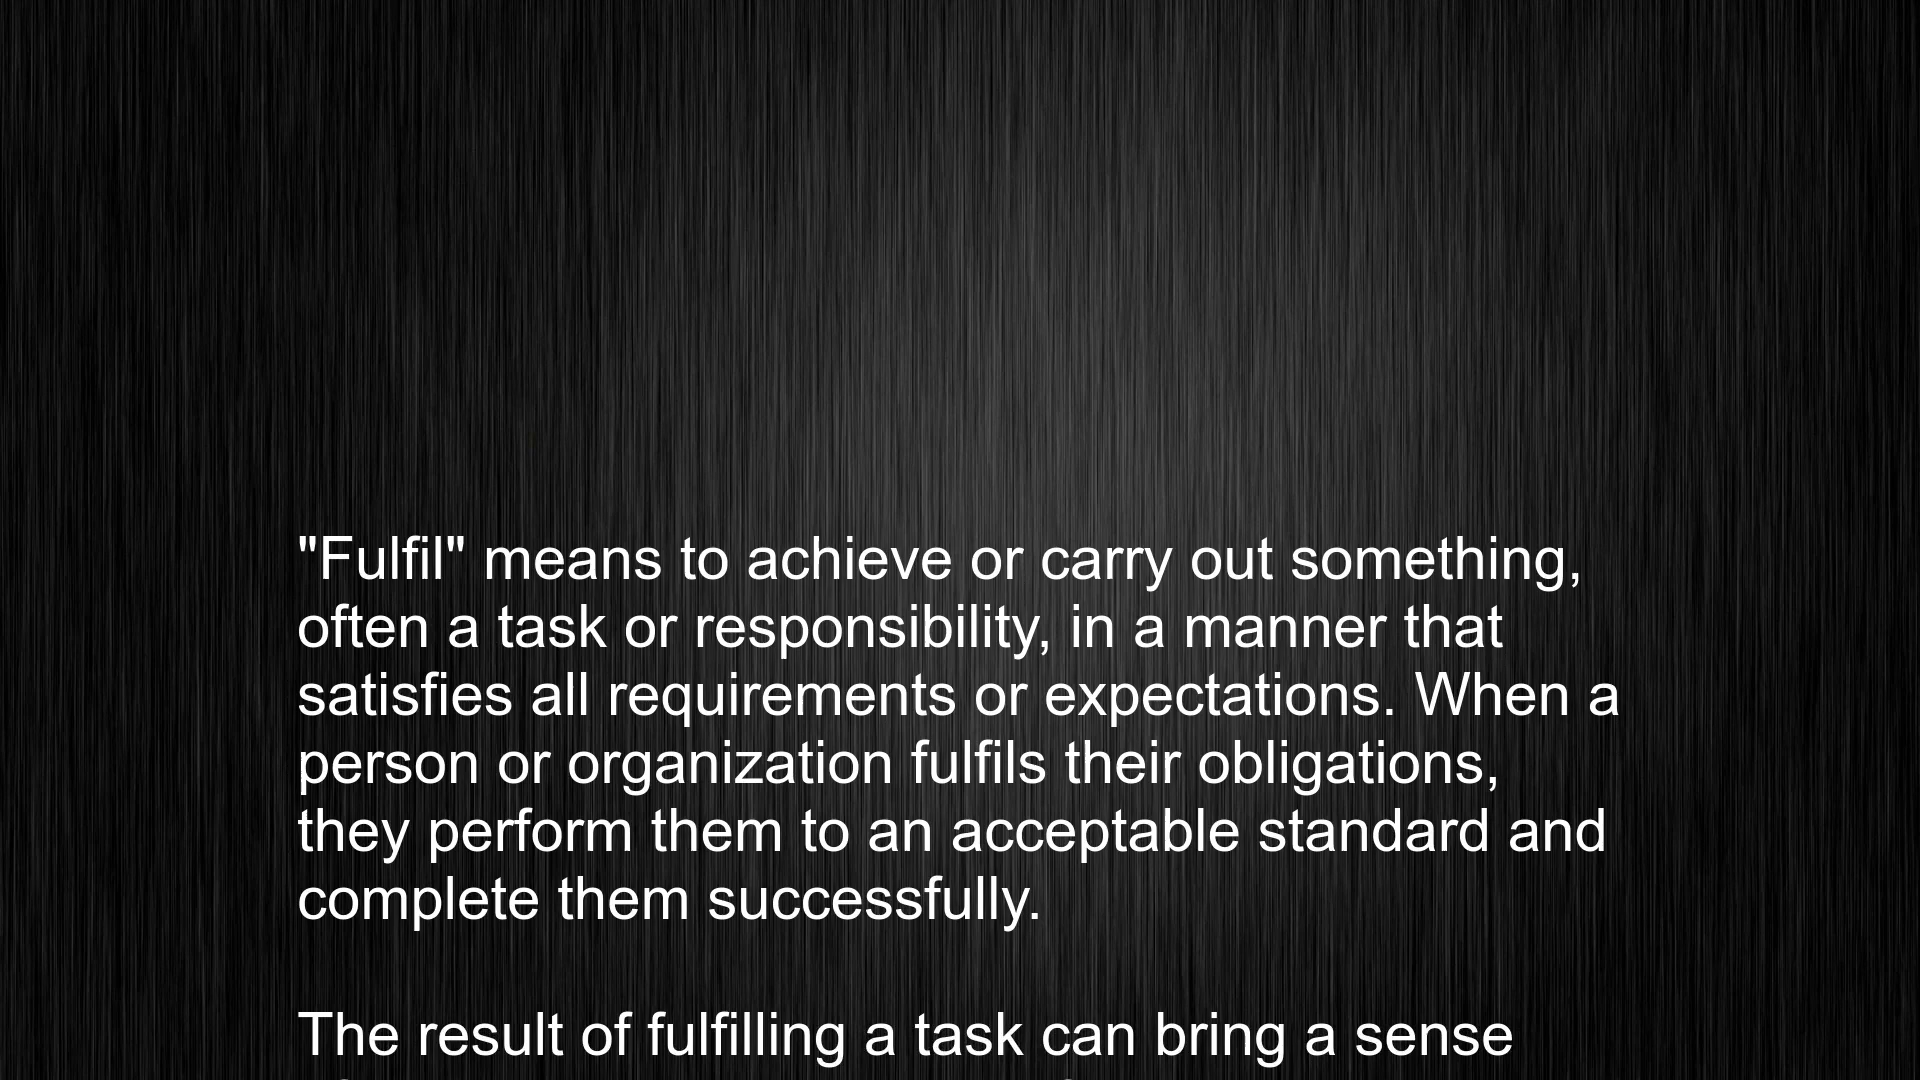 "Fulfil" means to achieve or carry out something,
often a task or responsibility, in a manner that
satisfies all requirements or expectations. When a
person or organization fulfils their obligations,
they perform them to an acceptable standard and
complete them successfully.
The result of fulfilling a task can bring a sense